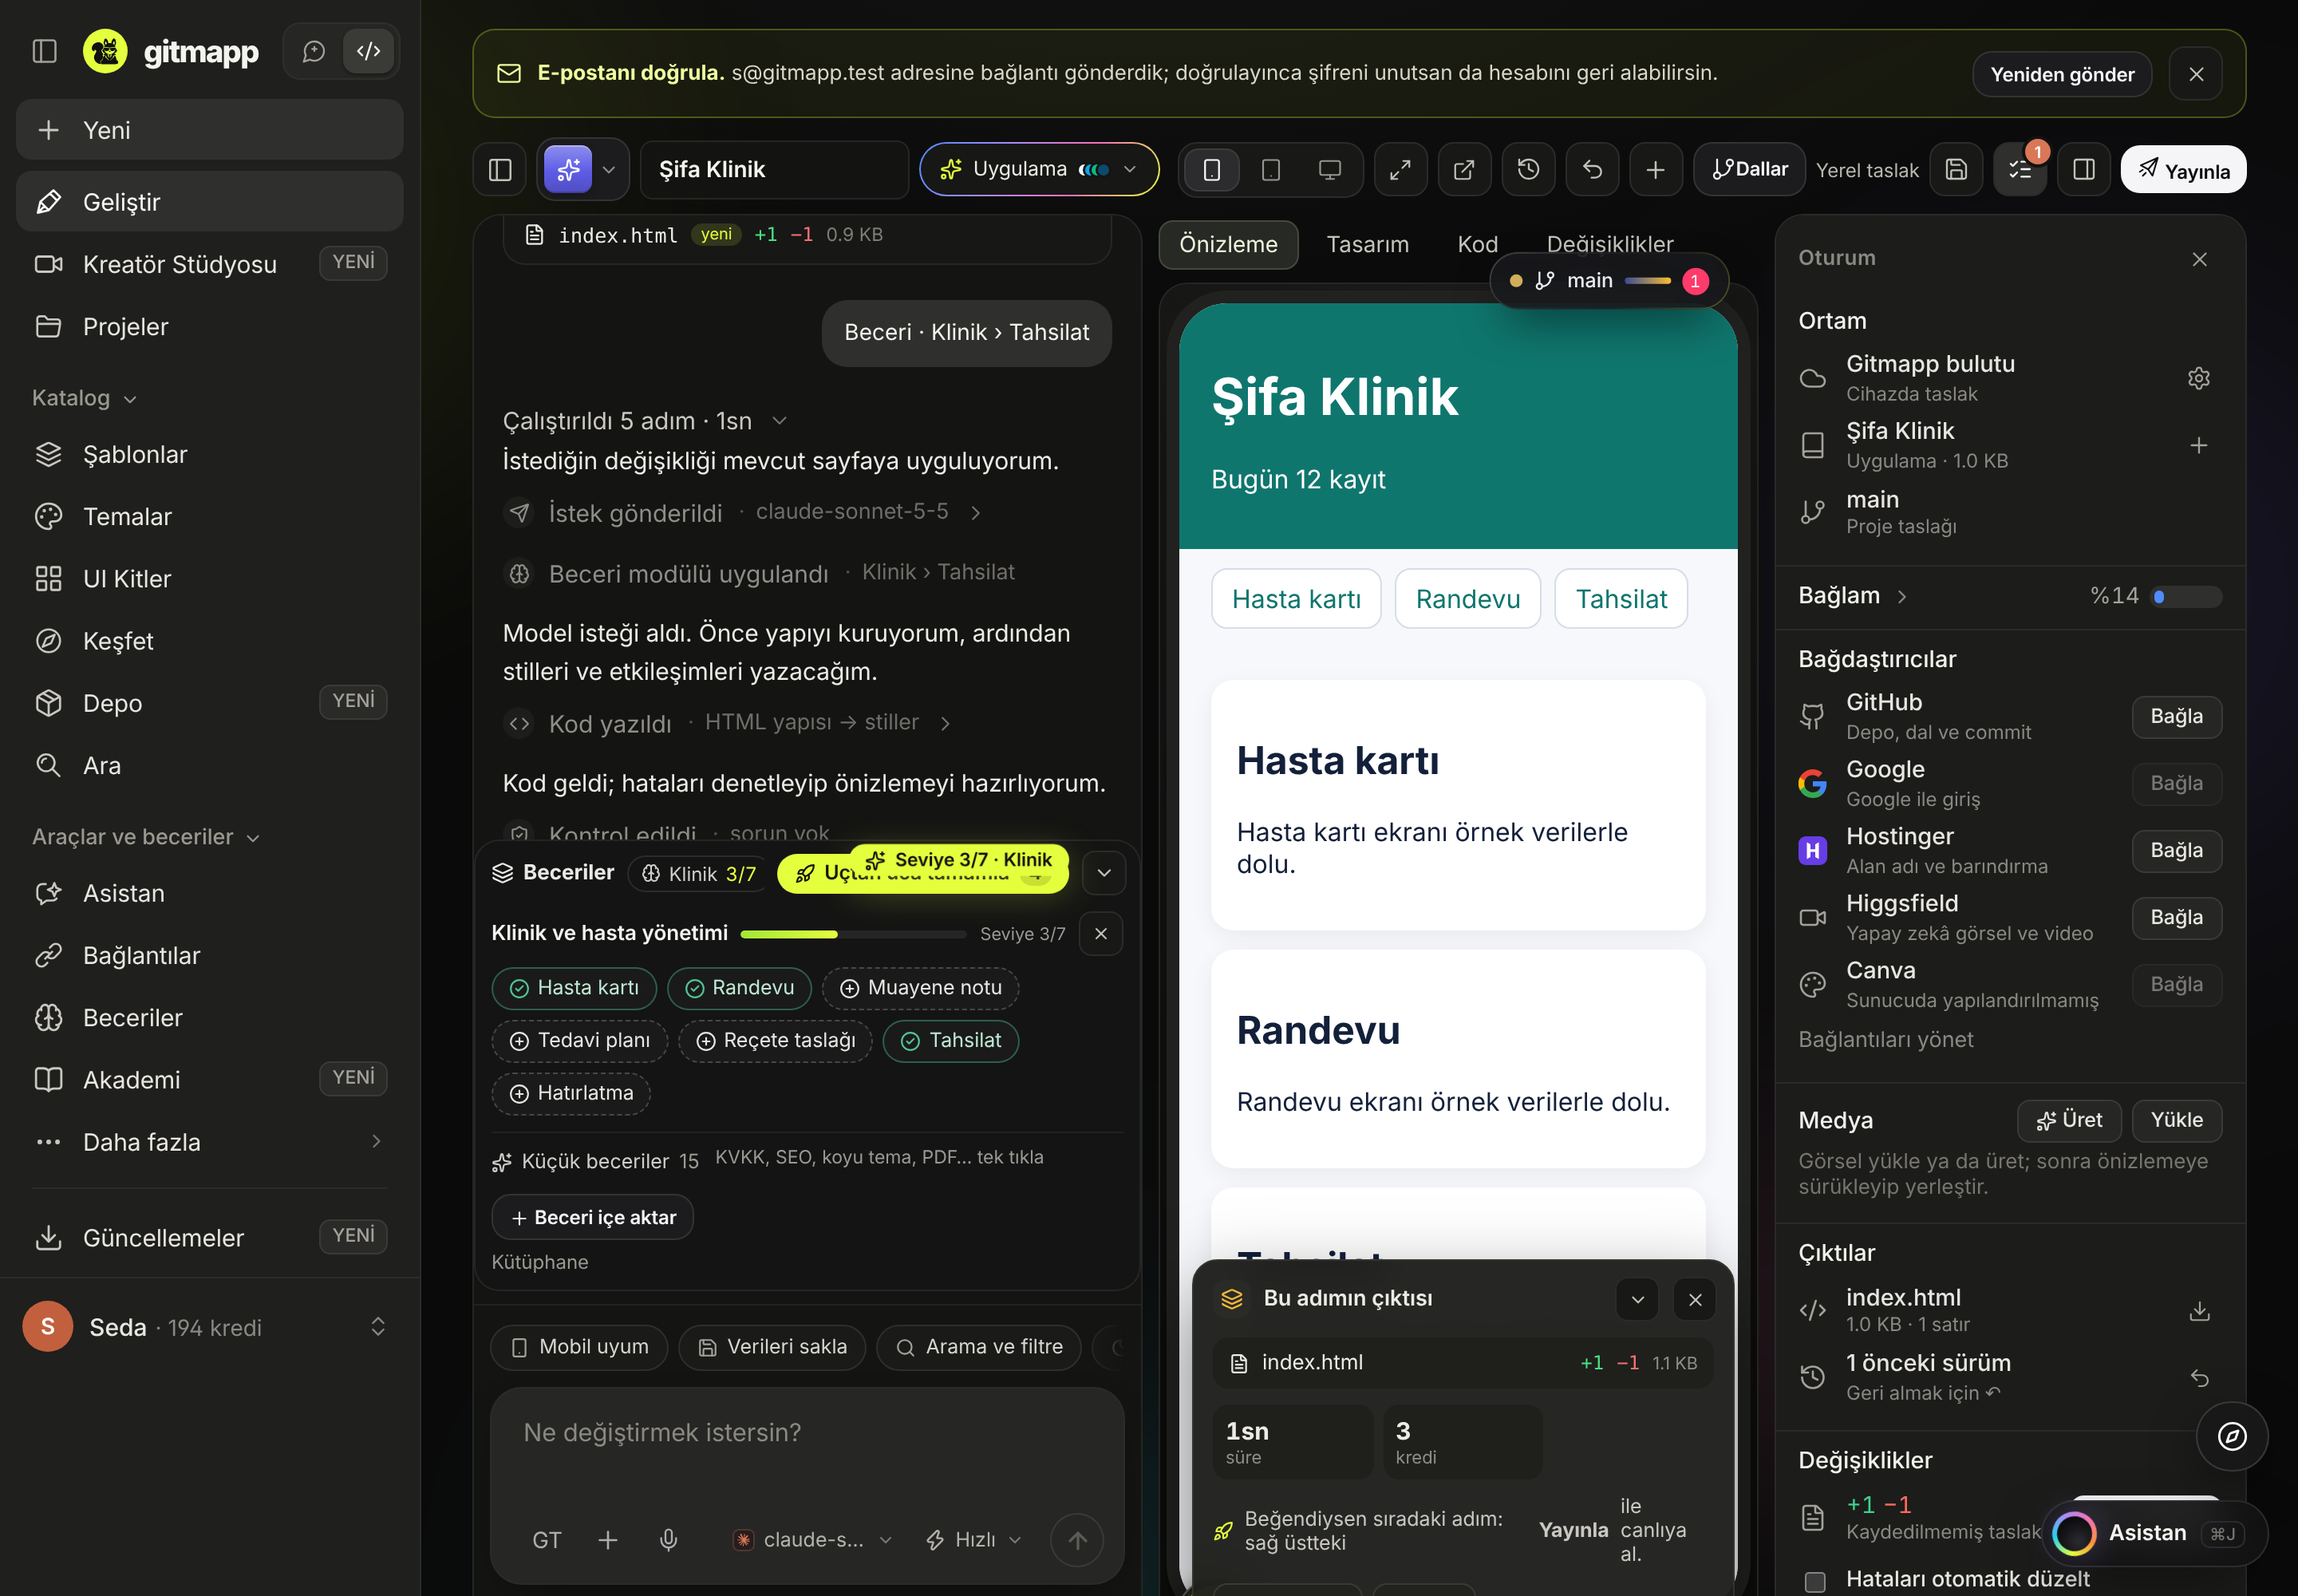 gitmapp
Yeni
Geliştir
Kreatör Stüdyosu YENİ
Projeler
Katalog
Şablonlar
Temalar
UI Kitler
Keşfet
Depo YENİ
Ara
Araçlar ve beceriler
Asistan
Bağlantılar
Beceriler
Akademi YENİ
Daha fazla
Güncellemeler YENİ
S Seda · 194 kredi
E-postanı doğrula. s@gitmapp.test adresine bağlantı gönderdik; doğrulayınca şifreni unutsan da hesabını geri alabilirsin.
Yeniden gönder
Şifa Klinik
Uygulama
Dallar
Yerel taslak
1
Yayınla
index.html yeni +1 −1 0.9 KB
Beceri · Klinik › Tahsilat
Çalıştırıldı 5 adım · 1sn
İstediğin değişikliği mevcut sayfaya uyguluyorum.
İstek gönderildi · claude-sonnet-5-5
Beceri modülü uygulandı · Klinik › Tahsilat
Model isteği aldı. Önce yapıyı kuruyorum, ardından
stilleri ve etkileşimleri yazacağım.
Kod yazıldı · HTML yapısı → stiller
Kod geldi; hataları denetleyip önizlemeyi hazırlıyorum.
Kontrol edildi · sorun yok
Beceriler
Klinik 3/7
Seviye 3/7 · Klinik
Klinik ve hasta yönetimi
Seviye 3/7
Hasta kartı
Randevu
Muayene notu
Tedavi planı
Reçete taslağı
Tahsilat
Hatırlatma
Küçük beceriler 15 KVKK, SEO, koyu tema, PDF... tek tıkla
Beceri içe aktar
Kütüphane
Mobil uyum
Verileri sakla
Arama ve filtre
Ne değiştirmek istersin?
GT
claude-s...
Hızlı
Önizleme
Tasarım
Kod
Değişiklikler
main 1
Şifa Klinik
Bugün 12 kayıt
Hasta kartı
Randevu
Tahsilat
Hasta kartı
Hasta kartı ekranı örnek verilerle
dolu.
Randevu
Randevu ekranı örnek verilerle dolu.
Tahsilat
Bu adımın çıktısı
index.html +1 −1 1.1 KB
1sn
süre
3
kredi
Beğendiysen sıradaki adım:
sağ üstteki
Yayınla
ile
canlıya
al.
Oturum
Ortam
Gitmapp bulutu
Cihazda taslak
Şifa Klinik
Uygulama · 1.0 KB
main
Proje taslağı
Bağlam %14
Bağdaştırıcılar
GitHub
Depo, dal ve commit
Bağla
Google
Google ile giriş
Bağla
Hostinger
Alan adı ve barındırma
Bağla
Higgsfield
Yapay zekâ görsel ve video
Bağla
Canva
Sunucuda yapılandırılmamış
Bağla
Bağlantıları yönet
Medya
Üret
Yükle
Görsel yükle ya da üret; sonra önizlemeye
sürükleyip yerleştir.
Çıktılar
index.html
1.0 KB · 1 satır
1 önceki sürüm
Geri almak için ↶
Değişiklikler
+1 −1
Kaydedilmemiş taslak
Asistan ⌘J
Hataları otomatik düzelt